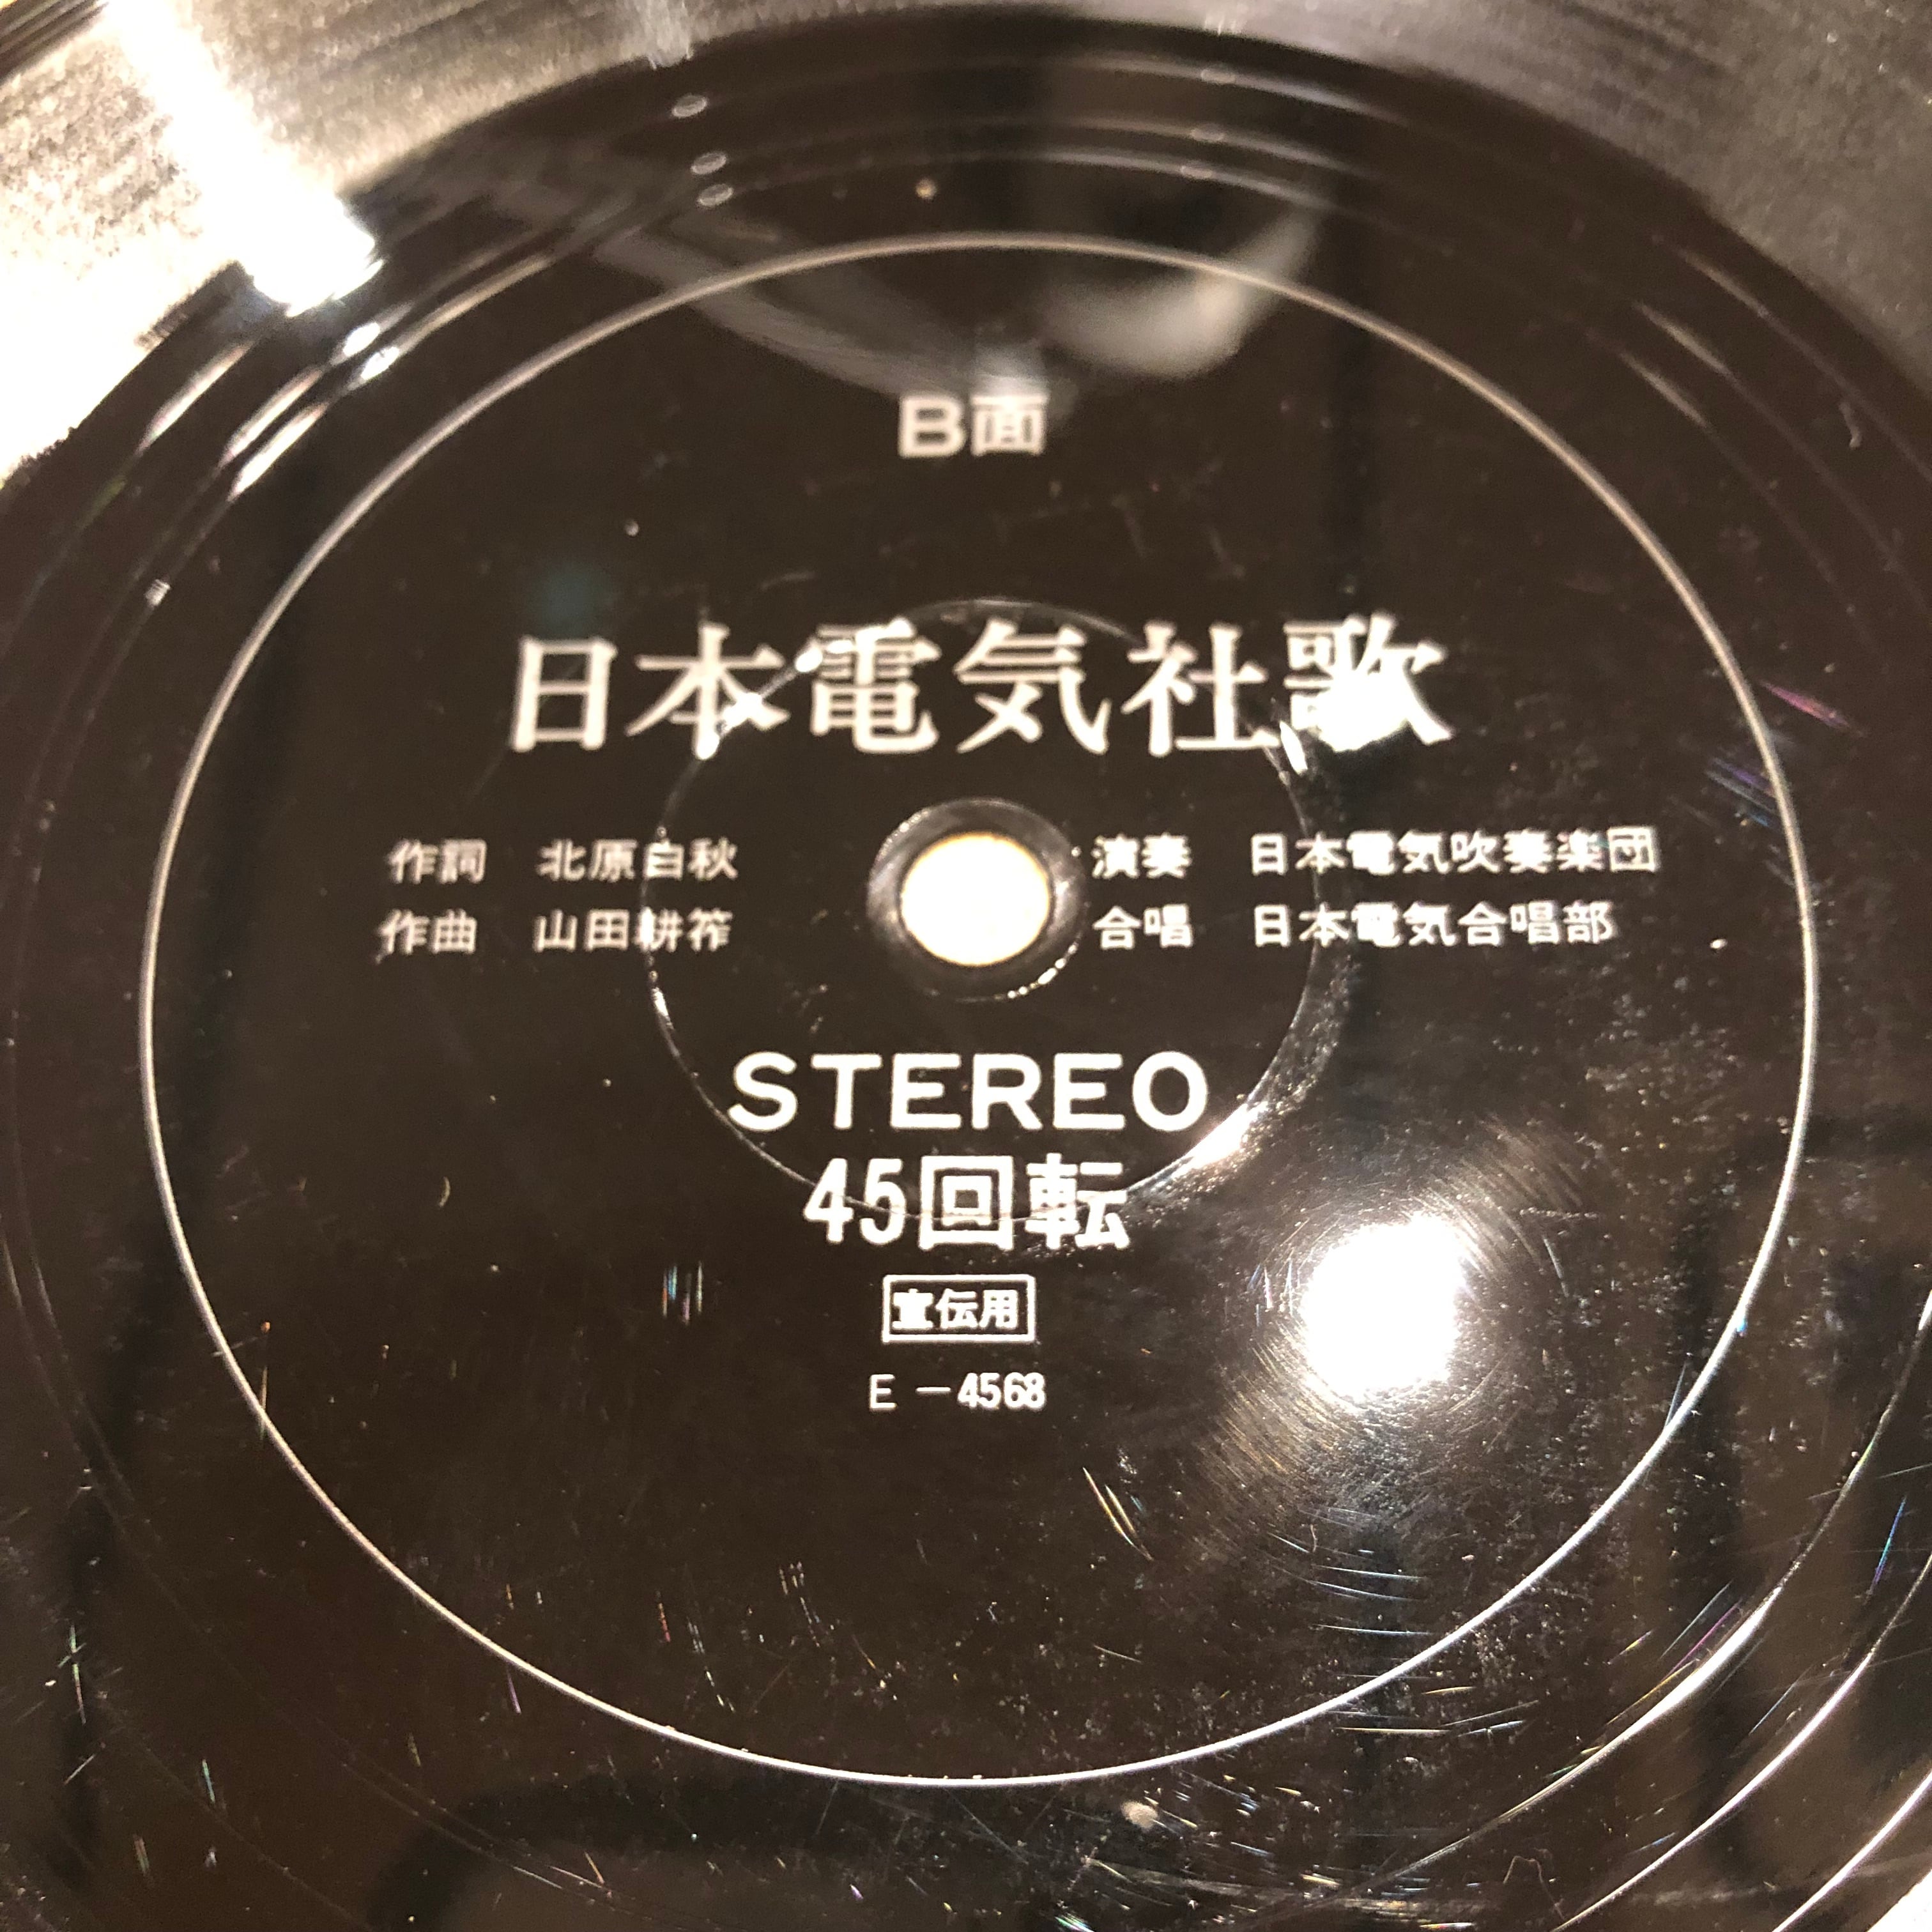 B面
日本電気社歌
作詞　北原白秋
作曲　山田耕筰
演奏　日本電気吹奏楽団
合唱　日本電気合唱部
STEREO
45回転
宣伝用
E－4568